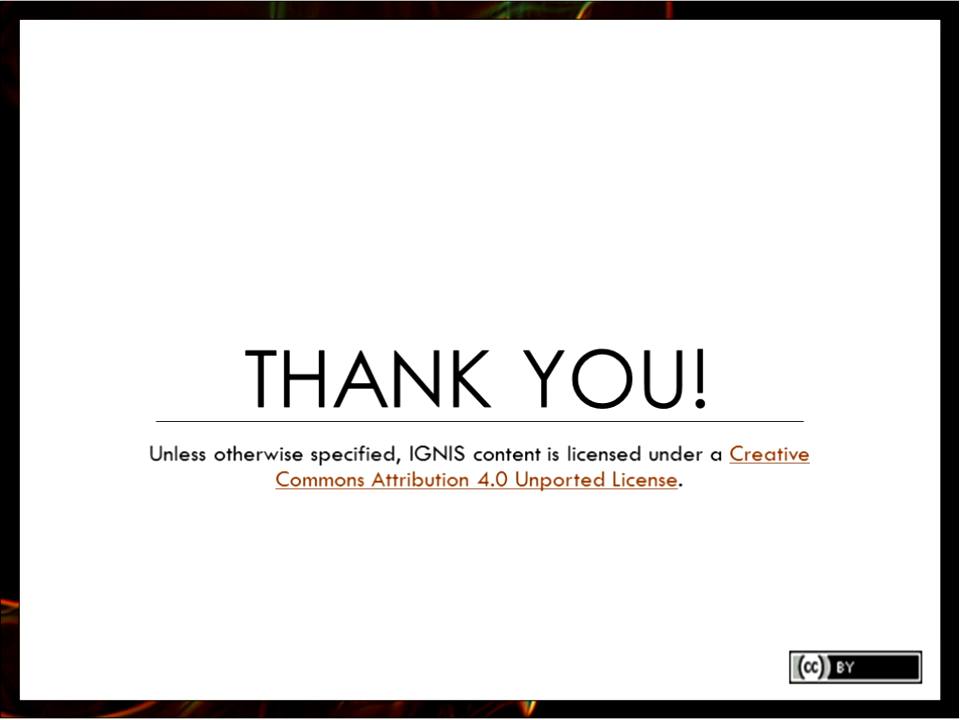 THANK YOU!
Unless otherwise specified, IGNIS content is licensed under a Creative
Commons Attribution 4.0 Unported License.
(cc) BY